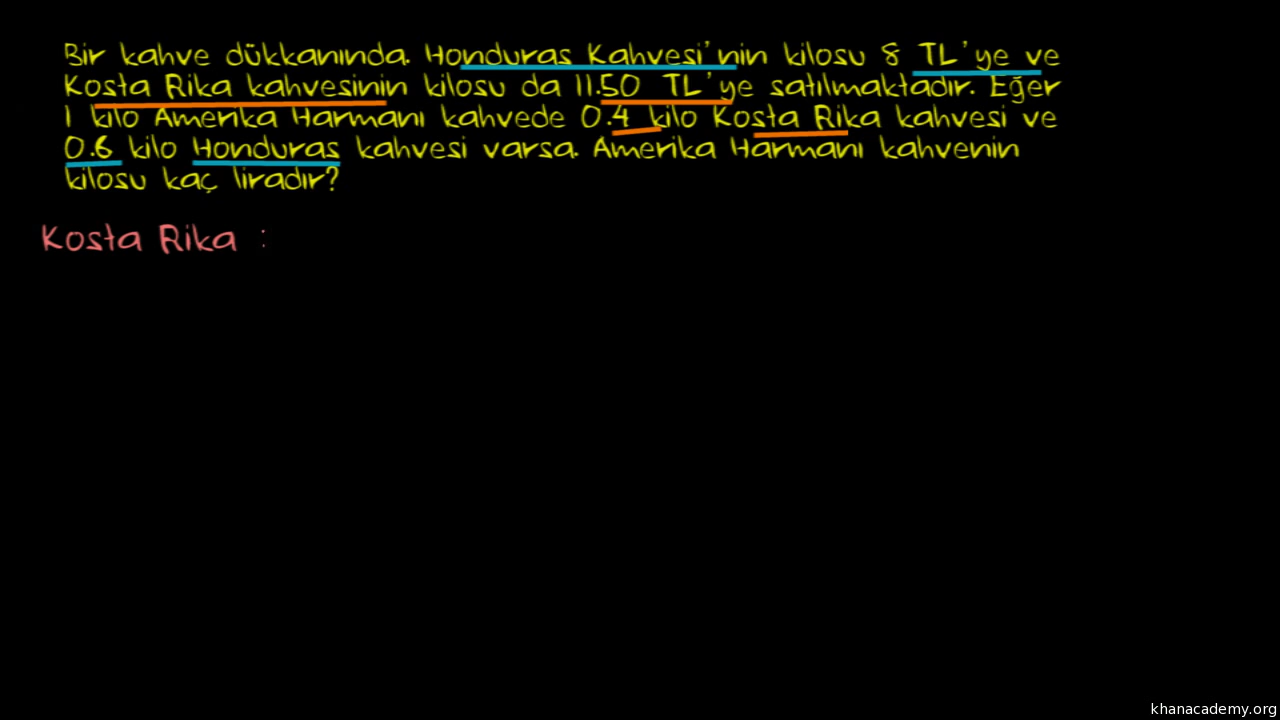 Bir kahve dükkanında. Honduras Kahvesi'nin kilosu 8 TL'ye ve
Kosta Rika kahvesinin kilosu da 11.50 TL'ye satılmaktadır. Eğer
1 kilo Amerika Harmanı kahvede 0.4 kilo Kosta Rika kahvesi ve
0.6 kilo Honduras kahvesi varsa. Amerika Harmanı kahvenin
kilosu kaç liradır?
Kosta Rika :
khanacademy.org